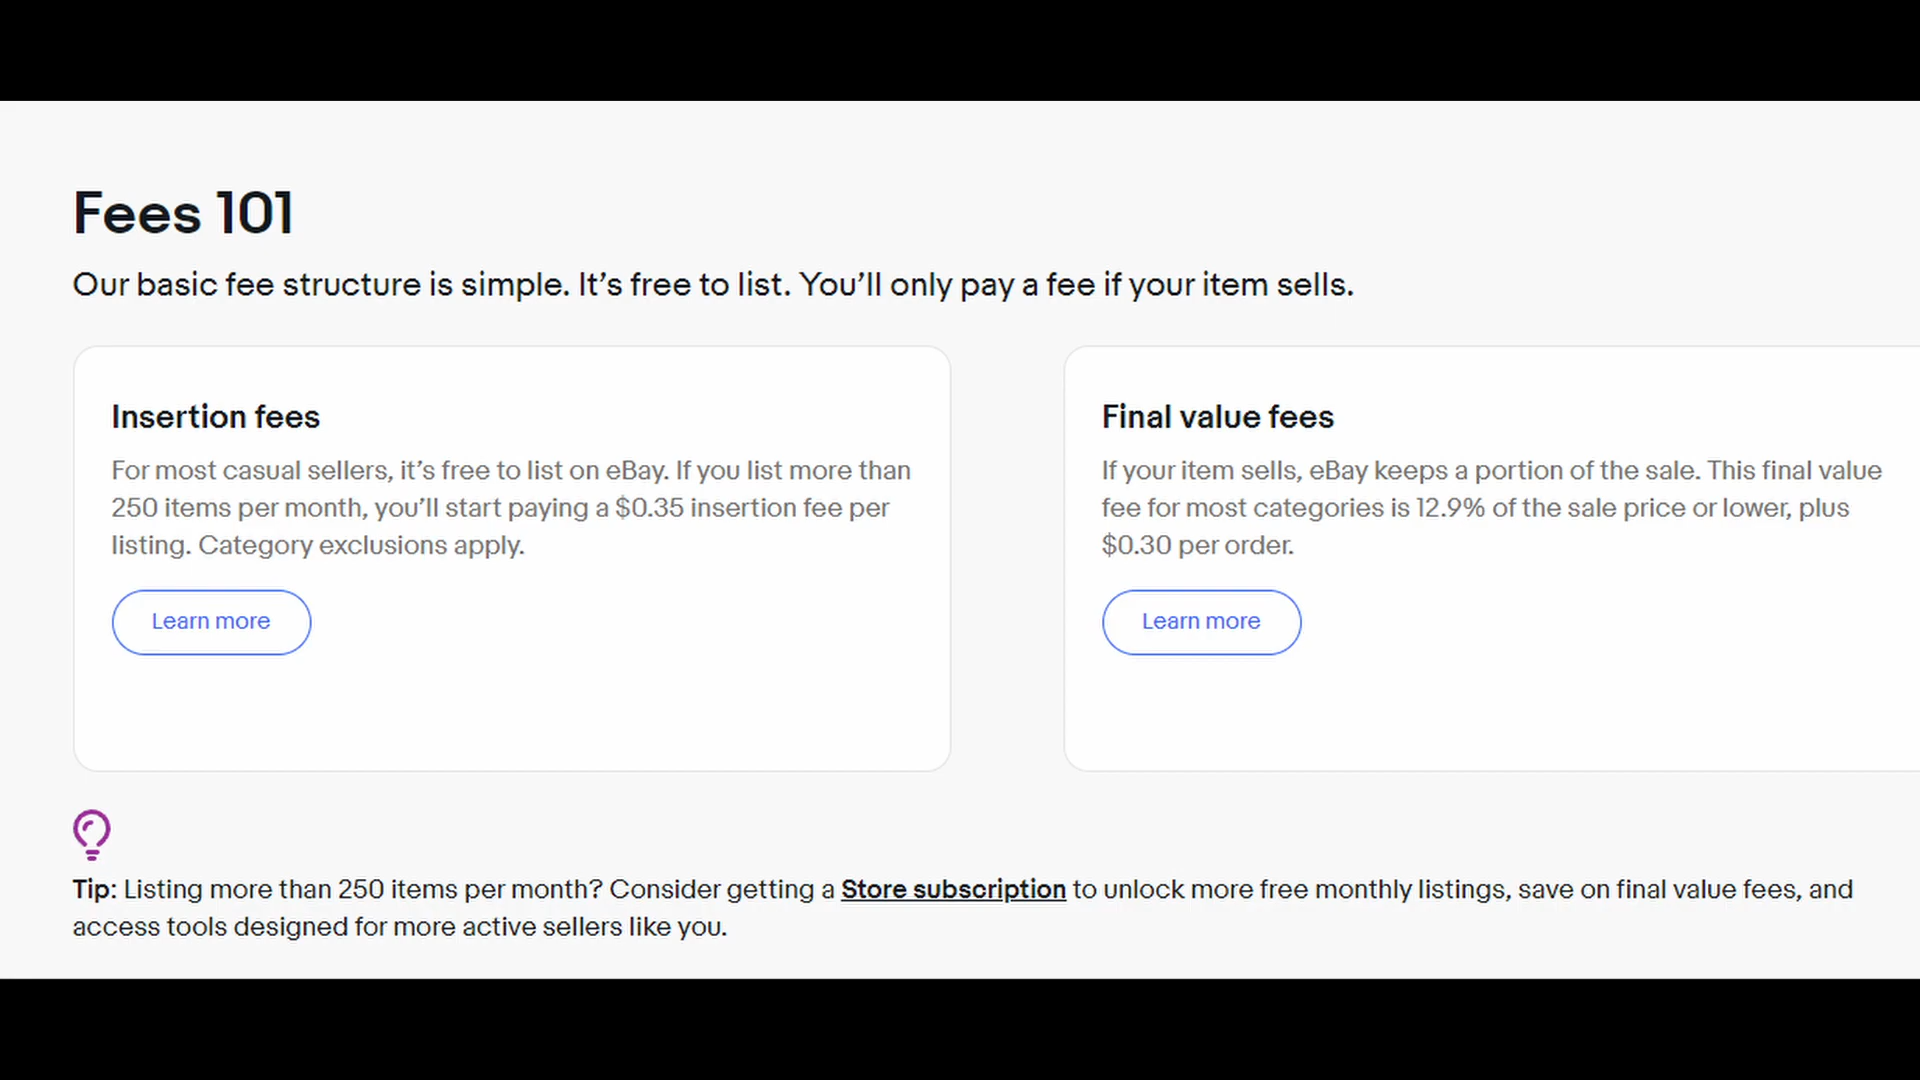 Fees 101
Our basic fee structure is simple. It’s free to list. You’ll only pay a fee if your item sells.
Insertion fees
For most casual sellers, it’s free to list on eBay. If you list more than
250 items per month, you’ll start paying a $0.35 insertion fee per
listing. Category exclusions apply.
Learn more
Final value fees
If your item sells, eBay keeps a portion of the sale. This final value
fee for most categories is 12.9% of the sale price or lower, plus
$0.30 per order.
Learn more
Tip: Listing more than 250 items per month? Consider getting a Store subscription to unlock more free monthly listings, save on final value fees, and
access tools designed for more active sellers like you.